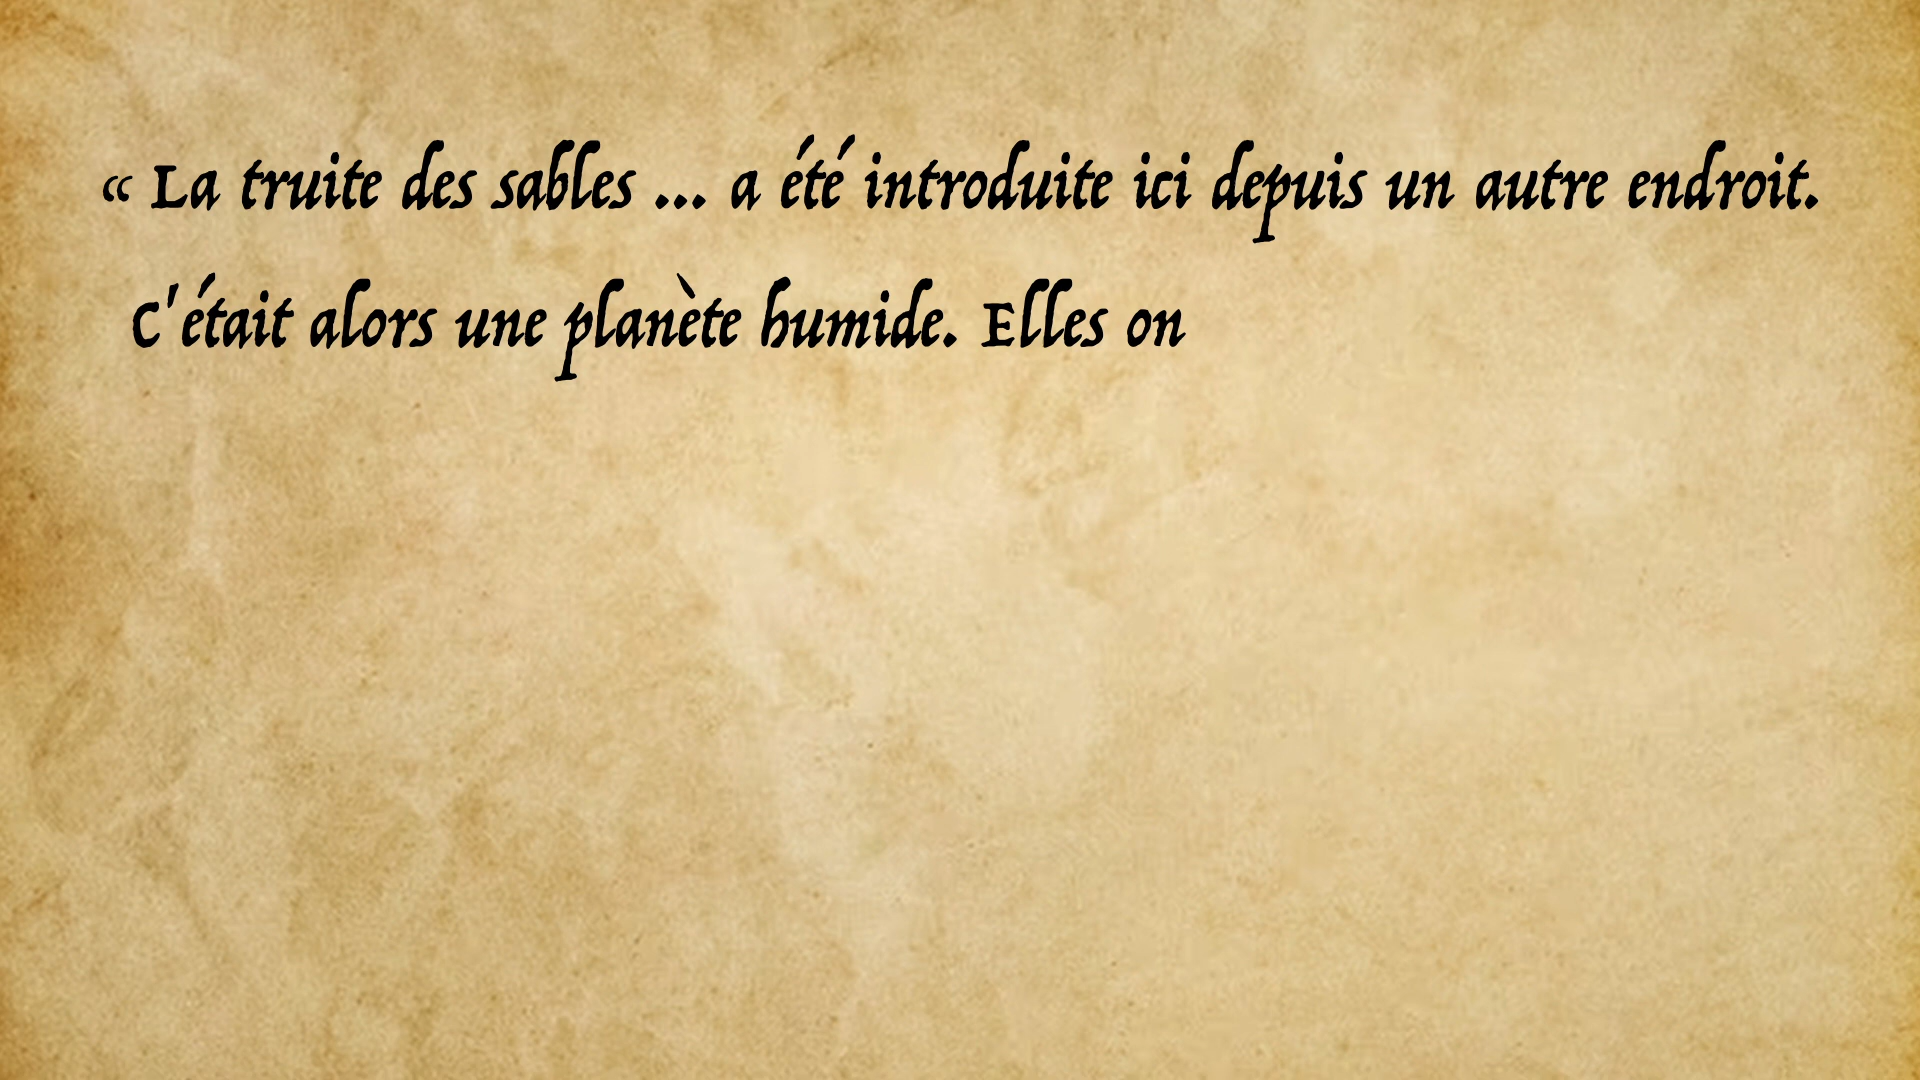 “ La truite des sables ... a été introduite ici depuis un autre endroit.
C'était alors une planète humide. Elles on